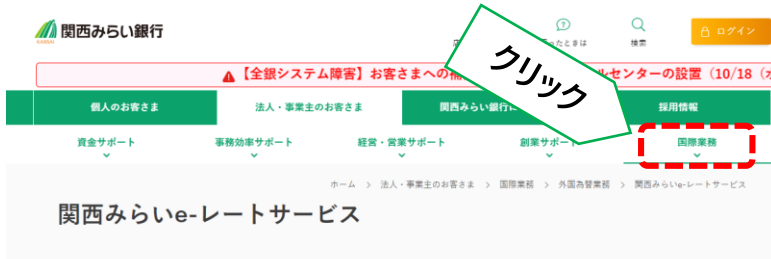 関西みらい銀行
KANSAI
検索
ログイン
クリック
【全銀システム障害】お客さまへの
センターの設置（10/18（
個人のお客さま
法人・事業主のお客さま
関西みらい銀行に
採用情報
資金サポート
事務効率サポート
経営・営業サポート
創業サポート
国際業務
ホーム > 法人・事業主のお客さま > 国際業務 > 外国為替業務 > 関西みらいe-レートサービス
関西みらいe-レートサービス